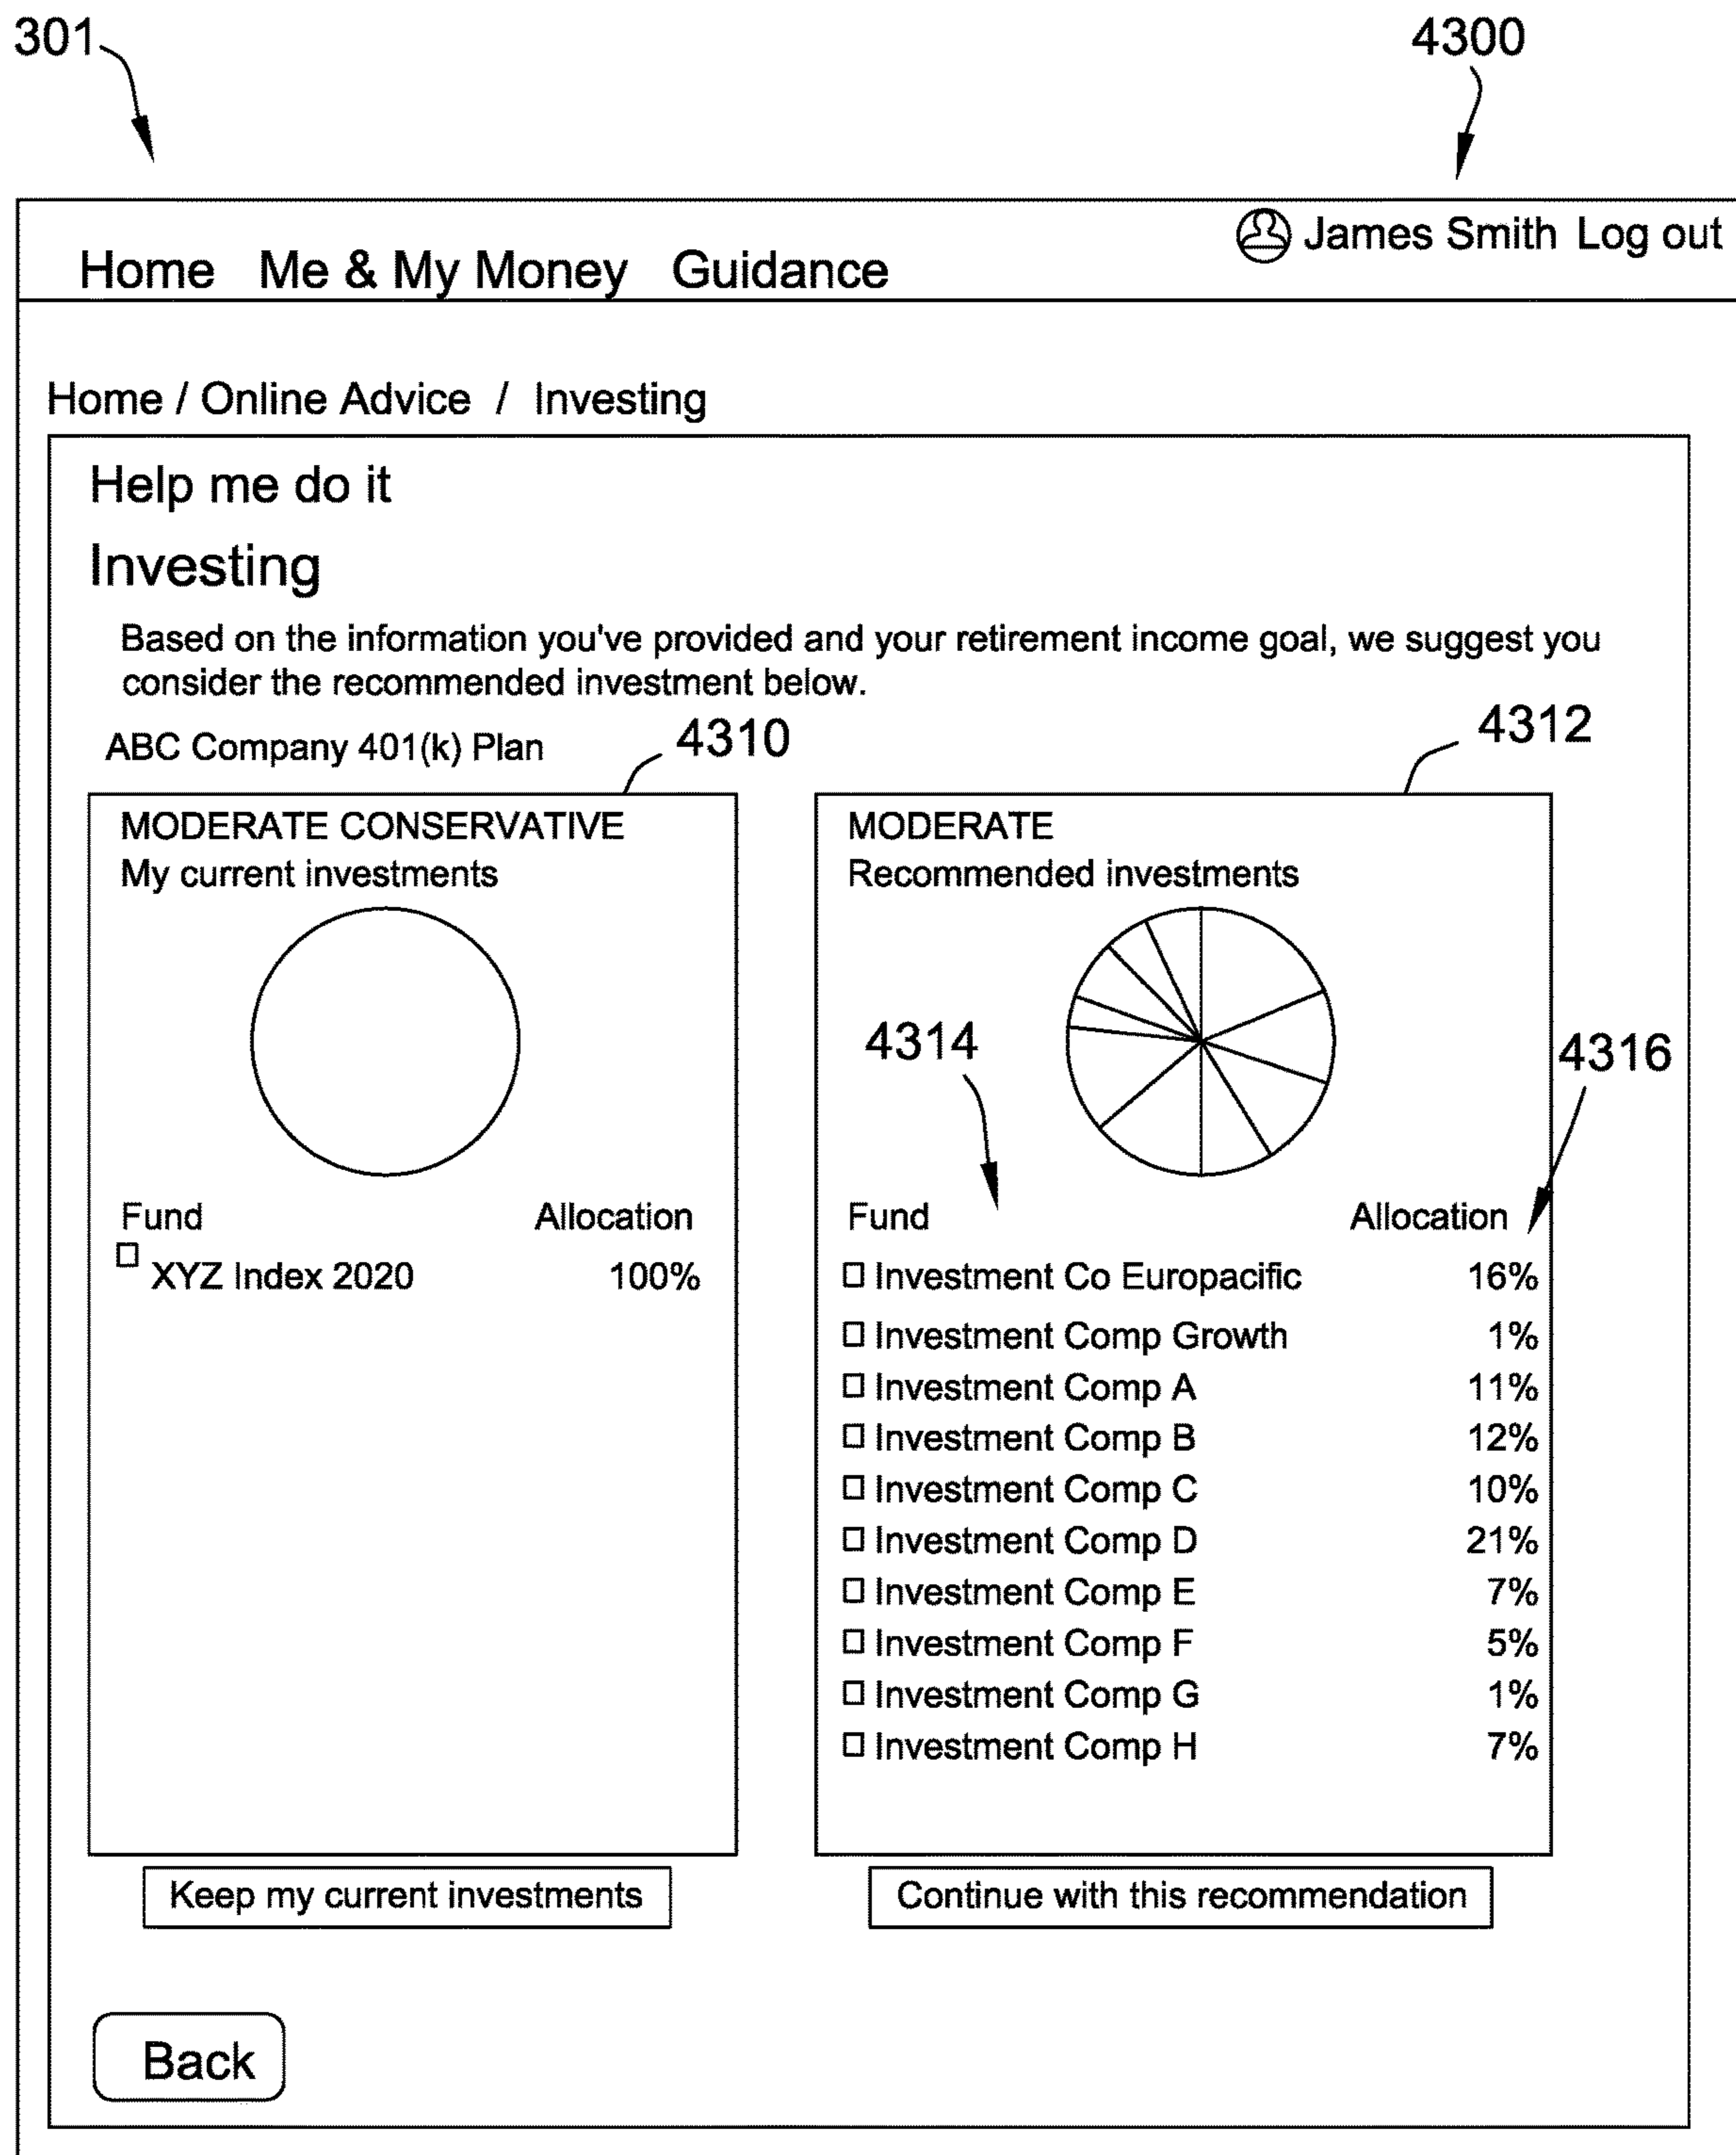 301
4300
James Smith Log out
Home Me & My Money Guidance
Home / Online Advice / Investing
Help me do it
Investing
Based on the information you've provided and your retirement income goal, we suggest you
consider the recommended investment below.
ABC Company 401(k) Plan
4310
4312
MODERATE CONSERVATIVE
My current investments
Fund Allocation
XYZ Index 2020 100%
MODERATE
Recommended investments
4314
4316
Fund Allocation
Investment Co Europacific 16%
Investment Comp Growth 1%
Investment Comp A 11%
Investment Comp B 12%
Investment Comp C 10%
Investment Comp D 21%
Investment Comp E 7%
Investment Comp F 5%
Investment Comp G 1%
Investment Comp H 7%
Keep my current investments
Continue with this recommendation
Back